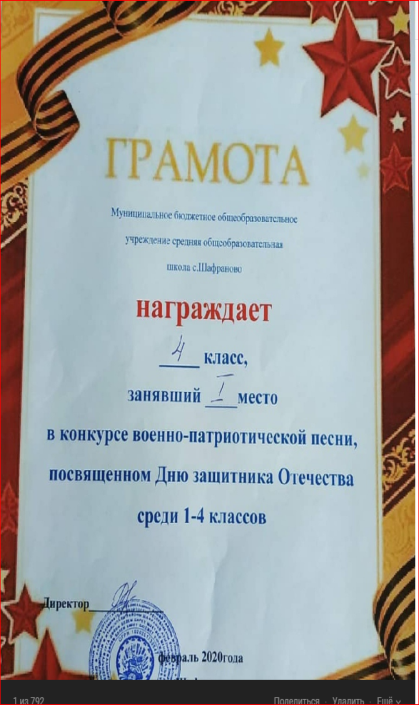 ГРАМОТА
Муниципальное бюджетное общеобразовательное
учреждение средняя общеобразовательная
школа с.Шафраново
награждает
4 класс,
занявший I место
в конкурсе военно-патриотической песни,
посвященном Дню защитника Отечества
среди 1-4 классов
Директор
февраль 2020года
1 из 792 Поделиться Удалить Ещё